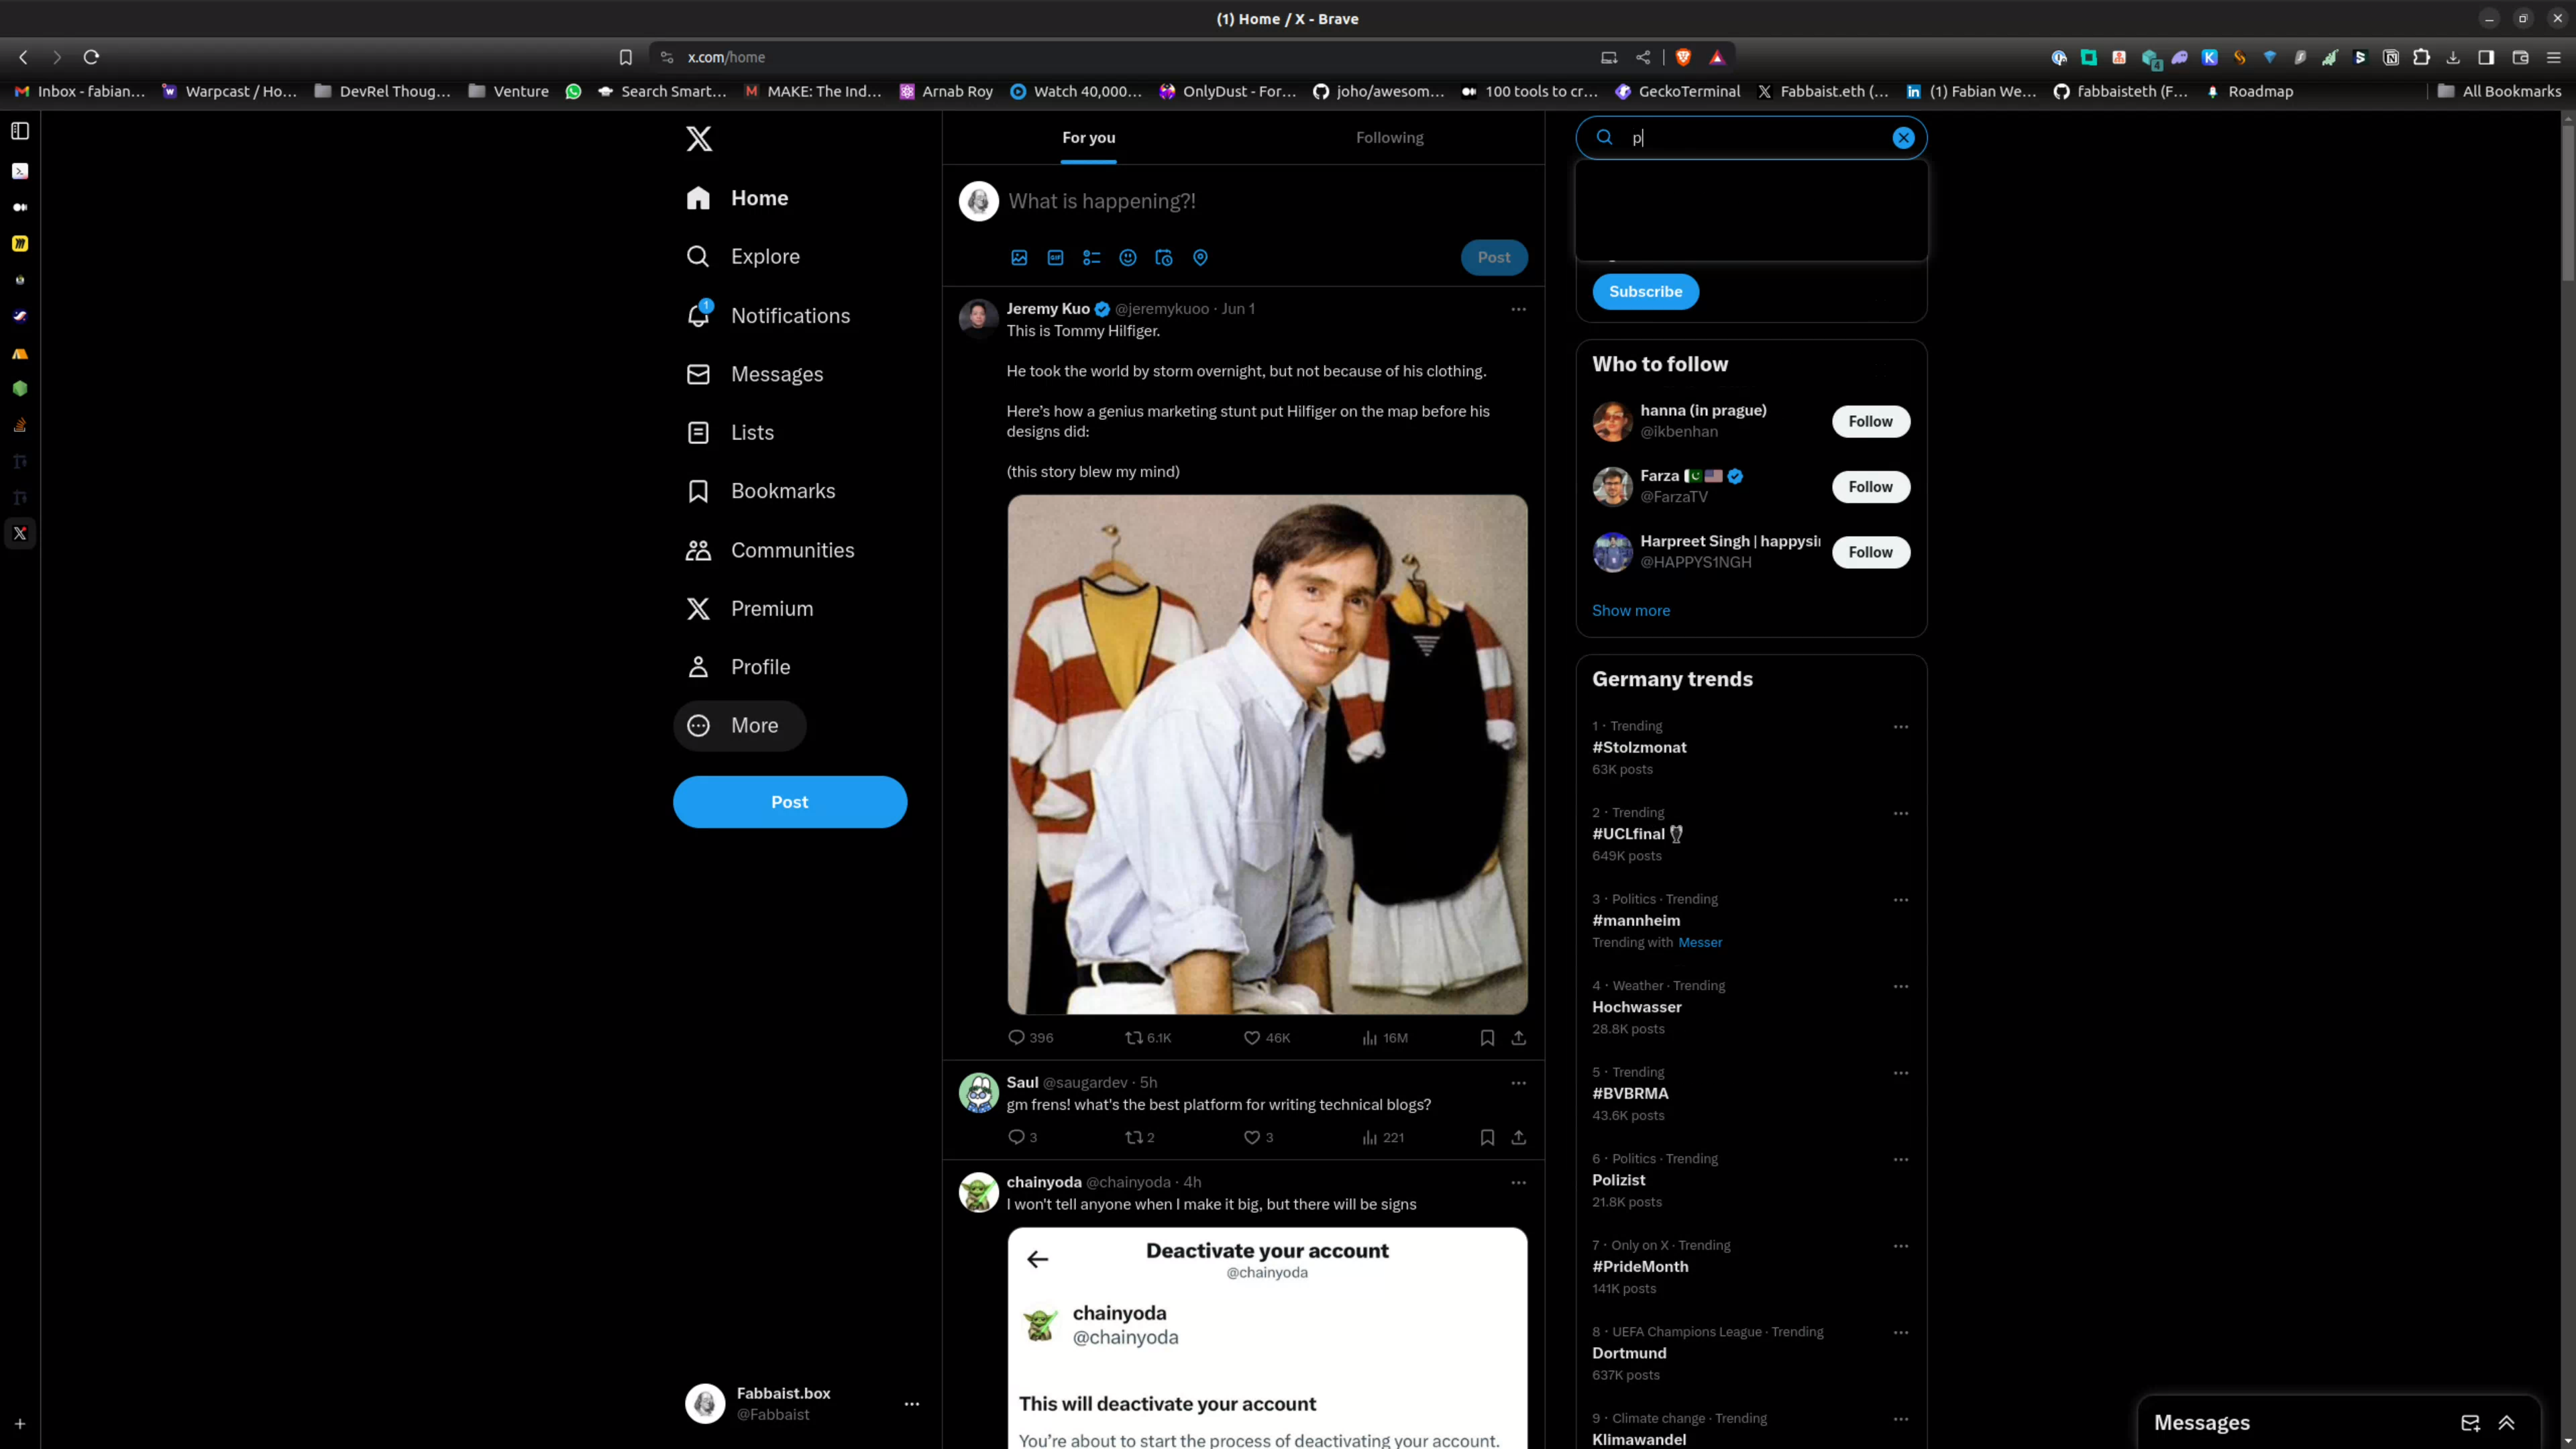 (1) Home / X - Brave
x.com/home
Inbox - fabian...
Warpcast / Ho...
DevRel Thoug...
Venture
Search Smart...
MAKE: The Ind...
Arnab Roy
Watch 40,000...
OnlyDust - For...
joho/awesom...
100 tools to cr...
GeckoTerminal
Fabbaist.eth (...
(1) Fabian We...
fabbaisteth (F...
Roadmap
All Bookmarks
Home
Explore
1
Notifications
Messages
Lists
Bookmarks
Communities
Premium
Profile
More
Post
Fabbaist.box
@Fabbaist
For you
Following
What is happening?!
GIF
Post
Jeremy Kuo @jeremykuoo · Jun 1
This is Tommy Hilfiger.
He took the world by storm overnight, but not because of his clothing.
Here's how a genius marketing stunt put Hilfiger on the map before his
designs did:
(this story blew my mind)
396 6.1K 46K 16M
Saul @saugardev · 5h
gm frens! what's the best platform for writing technical blogs?
3 2 3 221
chainyoda @chainyoda · 4h
I won't tell anyone when I make it big, but there will be signs
Deactivate your account
@chainyoda
chainyoda
@chainyoda
This will deactivate your account
You're about to start the process of deactivating your account.
p
Subscribe
Who to follow
hanna (in prague)
@ikbenhan
Follow
Farza
@FarzaTV
Follow
Harpreet Singh | happysi
@HAPPYS1NGH
Follow
Show more
Germany trends
1 · Trending
#Stolzmonat
63K posts
2 · Trending
#UCLfinal
649K posts
3 · Politics · Trending
#mannheim
Trending with Messer
4 · Weather · Trending
Hochwasser
28.8K posts
5 · Trending
#BVBRMA
43.6K posts
6 · Politics · Trending
Polizist
21.8K posts
7 · Only on X · Trending
#PrideMonth
141K posts
8 · UEFA Champions League · Trending
Dortmund
637K posts
9 · Climate change · Trending
Klimawandel
Messages